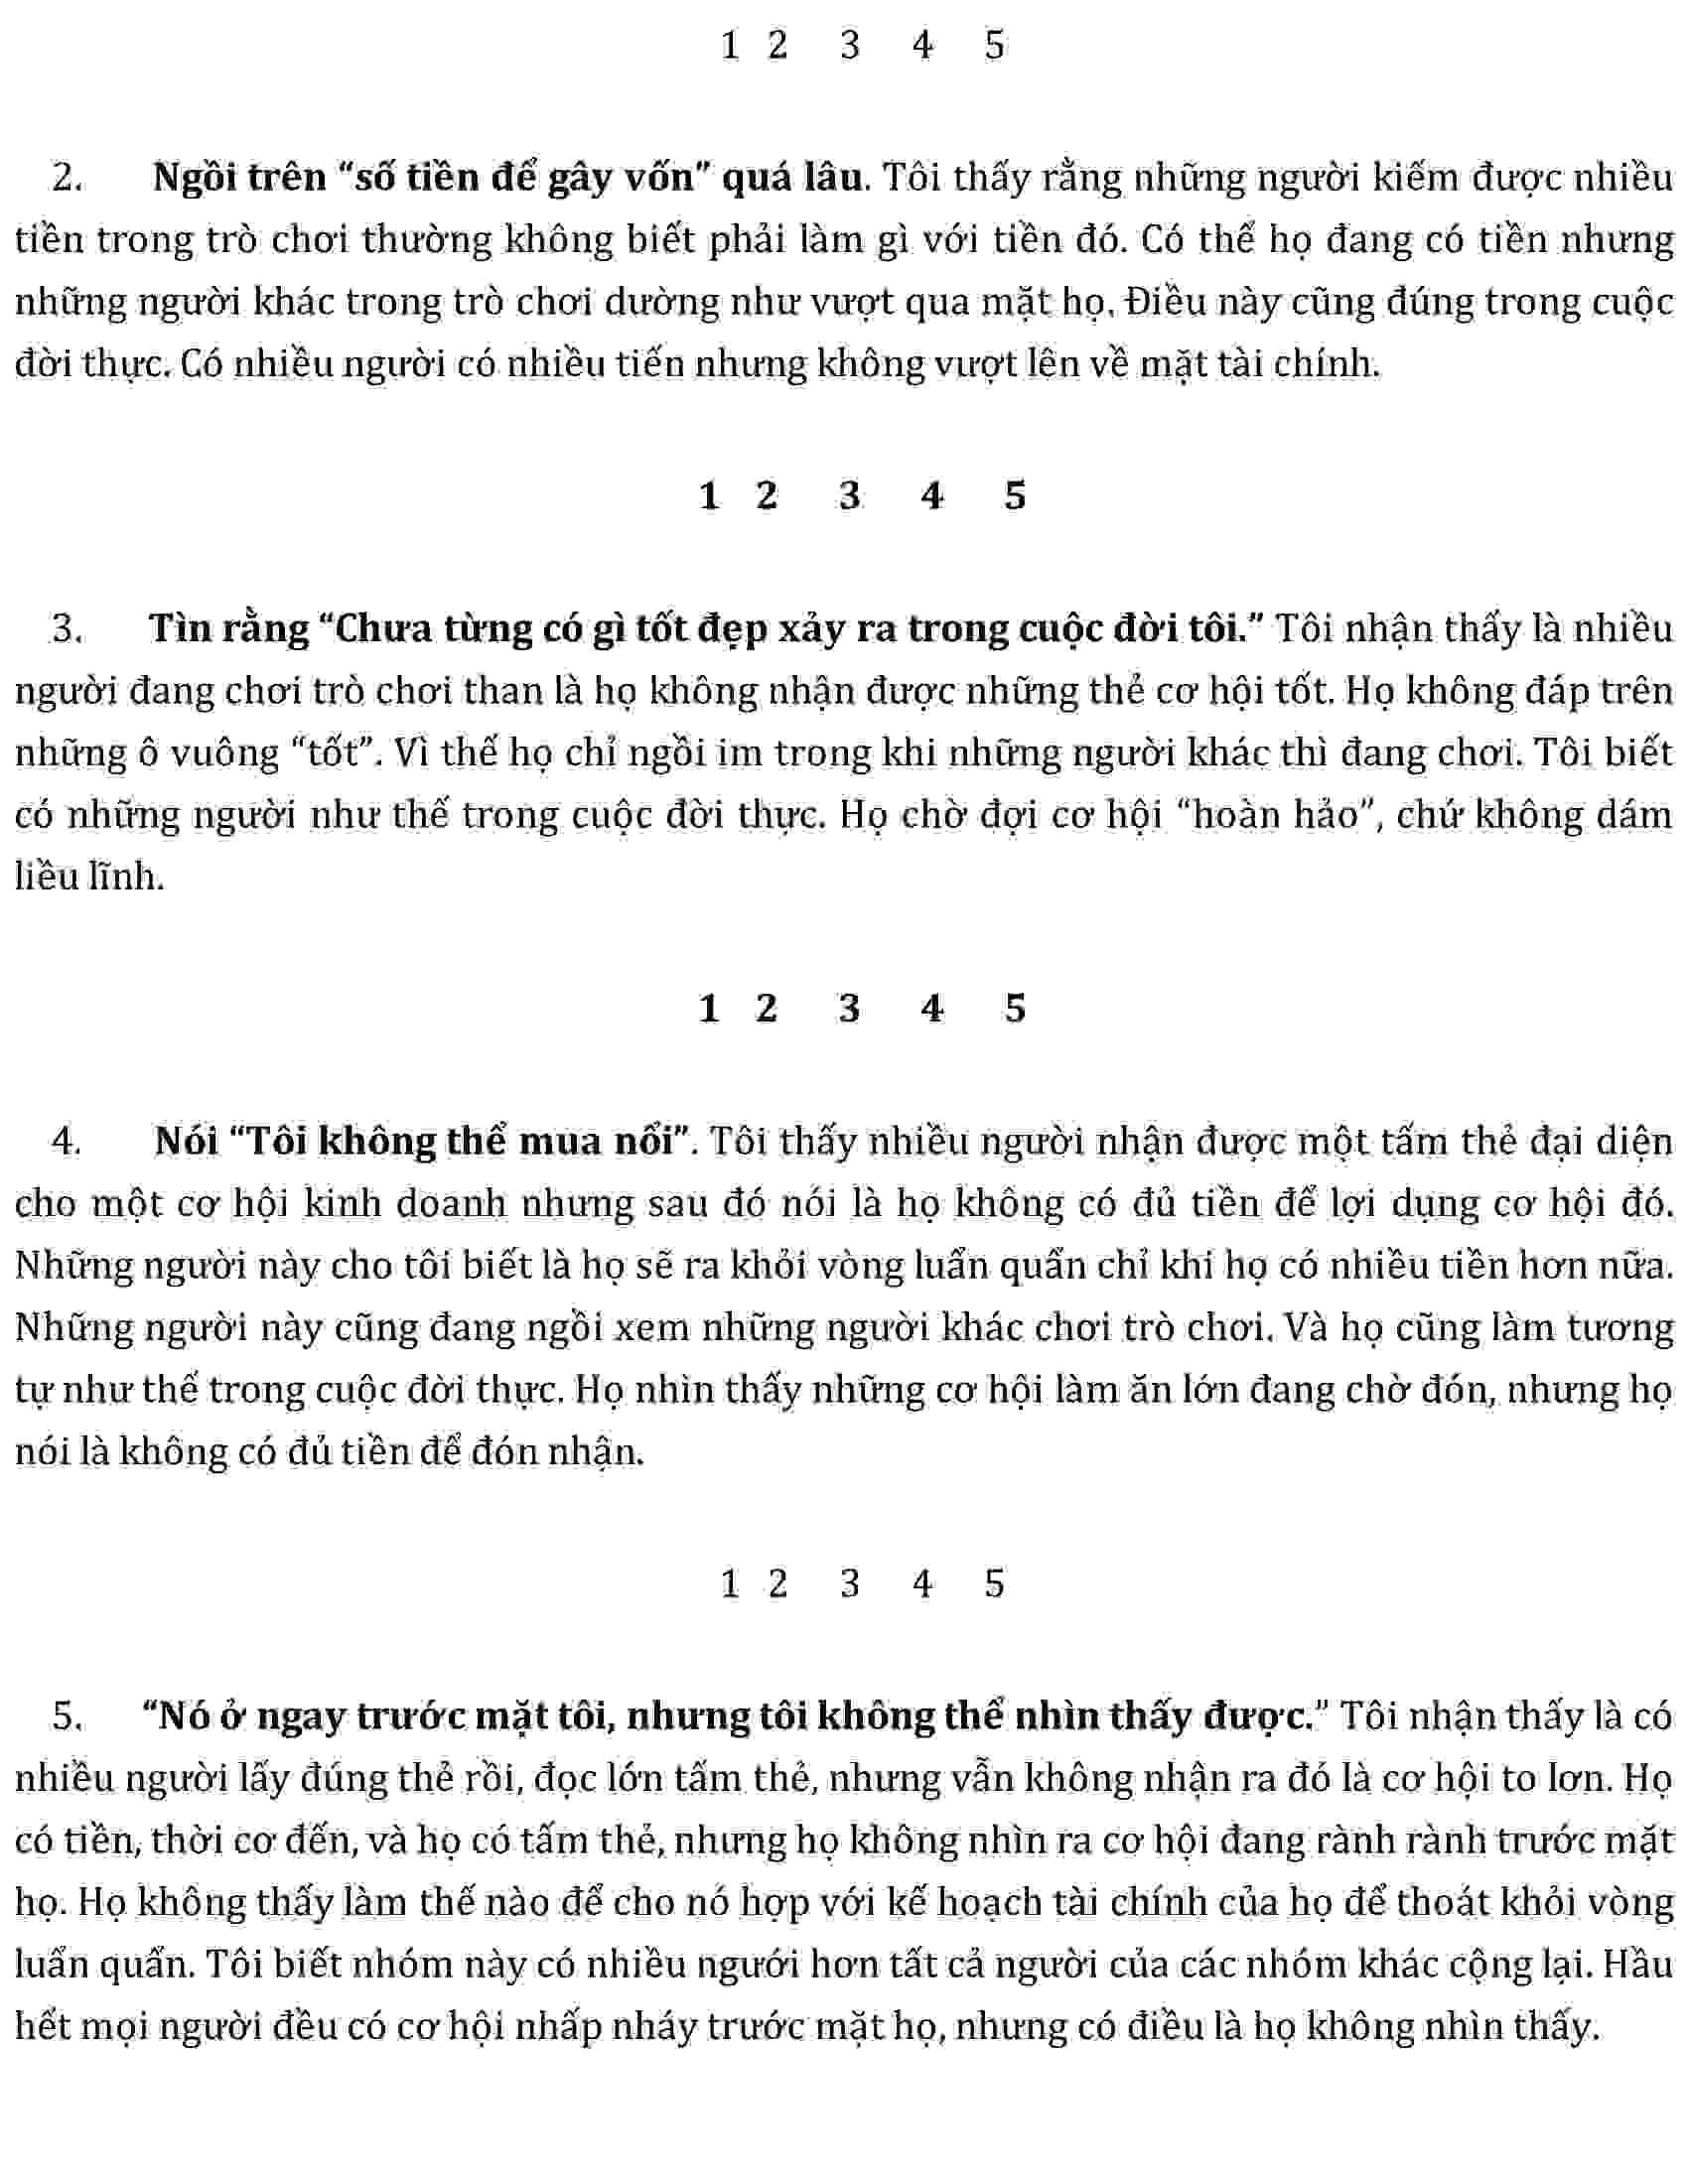 1 2 3 4 5
2. Ngồi trên “số tiền để gây vốn” quá lâu. Tôi thấy rằng những người kiếm được nhiều
tiền trong trò chơi thường không biết phải làm gì với tiền đó. Có thể họ đang có tiền nhưng
những người khác trong trò chơi dường như vượt qua mặt họ. Điều này cũng đúng trong cuộc
đời thực. Có nhiều người có nhiều tiến nhưng không vượt lên về mặt tài chính.
1 2 3 4 5
3. Tìn rằng “Chưa từng có gì tốt đẹp xảy ra trong cuộc đời tôi.” Tôi nhận thấy là nhiều
người đang chơi trò chơi than là họ không nhận được những thẻ cơ hội tốt. Họ không đáp trên
những ô vuông “tốt”. Vì thế họ chỉ ngồi im trong khi những người khác thì đang chơi. Tôi biết
có những người như thế trong cuộc đời thực. Họ chờ đợi cơ hội “hoàn hảo”, chứ không dám
liều lĩnh.
1 2 3 4 5
4. Nói “Tôi không thể mua nổi”. Tôi thấy nhiều người nhận được một tấm thẻ đại diện
cho một cơ hội kinh doanh nhưng sau đó nói là họ không có đủ tiền để lợi dụng cơ hội đó.
Những người này cho tôi biết là họ sẽ ra khỏi vòng luẩn quẩn chỉ khi họ có nhiều tiền hơn nữa.
Những người này cũng đang ngồi xem những người khác chơi trò chơi. Và họ cũng làm tương
tự như thế trong cuộc đời thực. Họ nhìn thấy những cơ hội làm ăn lớn đang chờ đón, nhưng họ
nói là không có đủ tiền để đón nhận.
1 2 3 4 5
5. “Nó ở ngay trước mặt tôi, nhưng tôi không thể nhìn thấy được.” Tôi nhận thấy là có
nhiều người lấy đúng thẻ rồi, đọc lớn tấm thẻ, nhưng vẫn không nhận ra đó là cơ hội to lơn. Họ
có tiền, thời cơ đến, và họ có tấm thẻ, nhưng họ không nhìn ra cơ hội đang rành rành trước mặt
họ. Họ không thấy làm thế nào để cho nó hợp với kế hoạch tài chính của họ để thoát khỏi vòng
luẩn quẩn. Tôi biết nhóm này có nhiều ngưới hơn tất cả người của các nhóm khác cộng lại. Hầu
hết mọi người đều có cơ hội nhấp nháy trước mặt họ, nhưng có điều là họ không nhìn thấy.